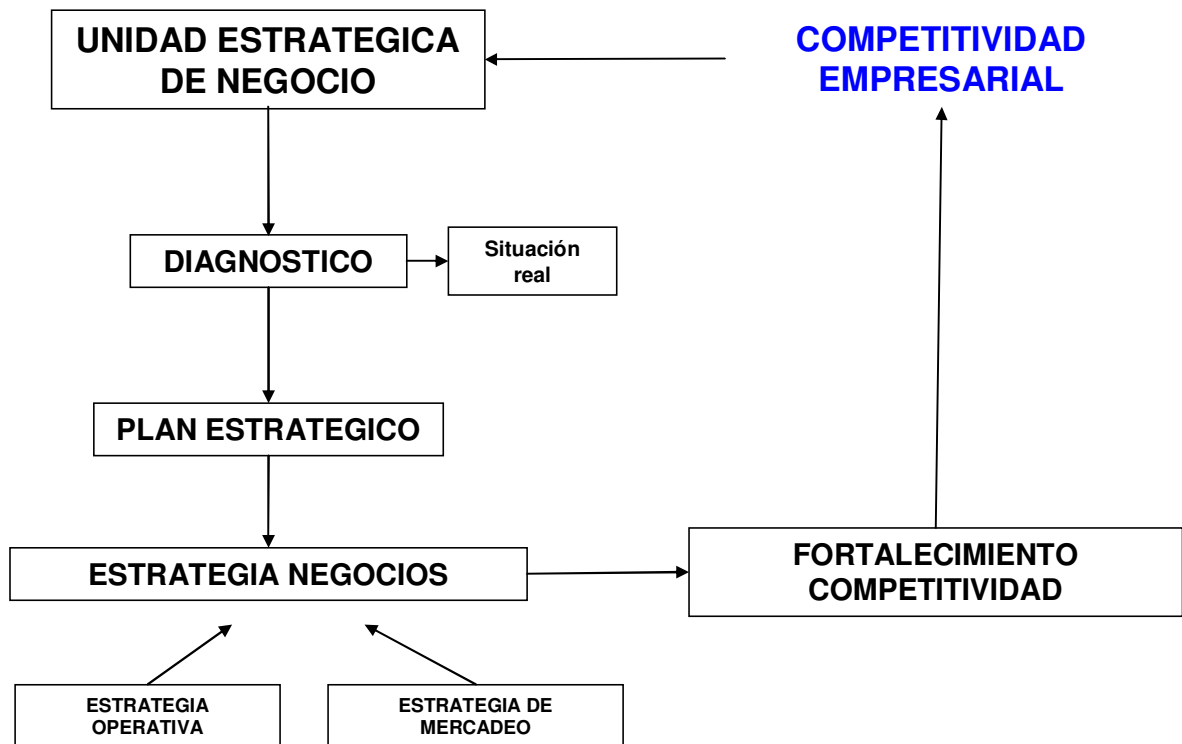 UNIDAD ESTRATEGICA
DE NEGOCIO
COMPETITIVIDAD
EMPRESARIAL
DIAGNOSTICO
Situación
real
PLAN ESTRATEGICO
ESTRATEGIA NEGOCIOS
FORTALECIMIENTO
COMPETITIVIDAD
ESTRATEGIA
OPERATIVA
ESTRATEGIA DE
MERCADEO